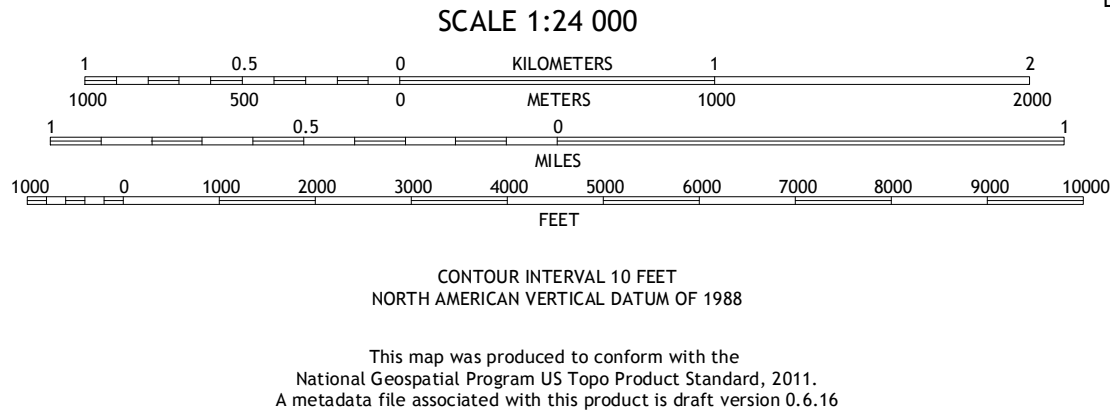 SCALE 1:24 000
1 0.5 0 KILOMETERS 1 2
1000 500 0 METERS 1000 2000
1 0.5 0 1
MILES
1000 0 1000 2000 3000 4000 5000 6000 7000 8000 9000 10000
FEET
CONTOUR INTERVAL 10 FEET
NORTH AMERICAN VERTICAL DATUM OF 1988
This map was produced to conform with the
National Geospatial Program US Topo Product Standard, 2011.
A metadata file associated with this product is draft version 0.6.16